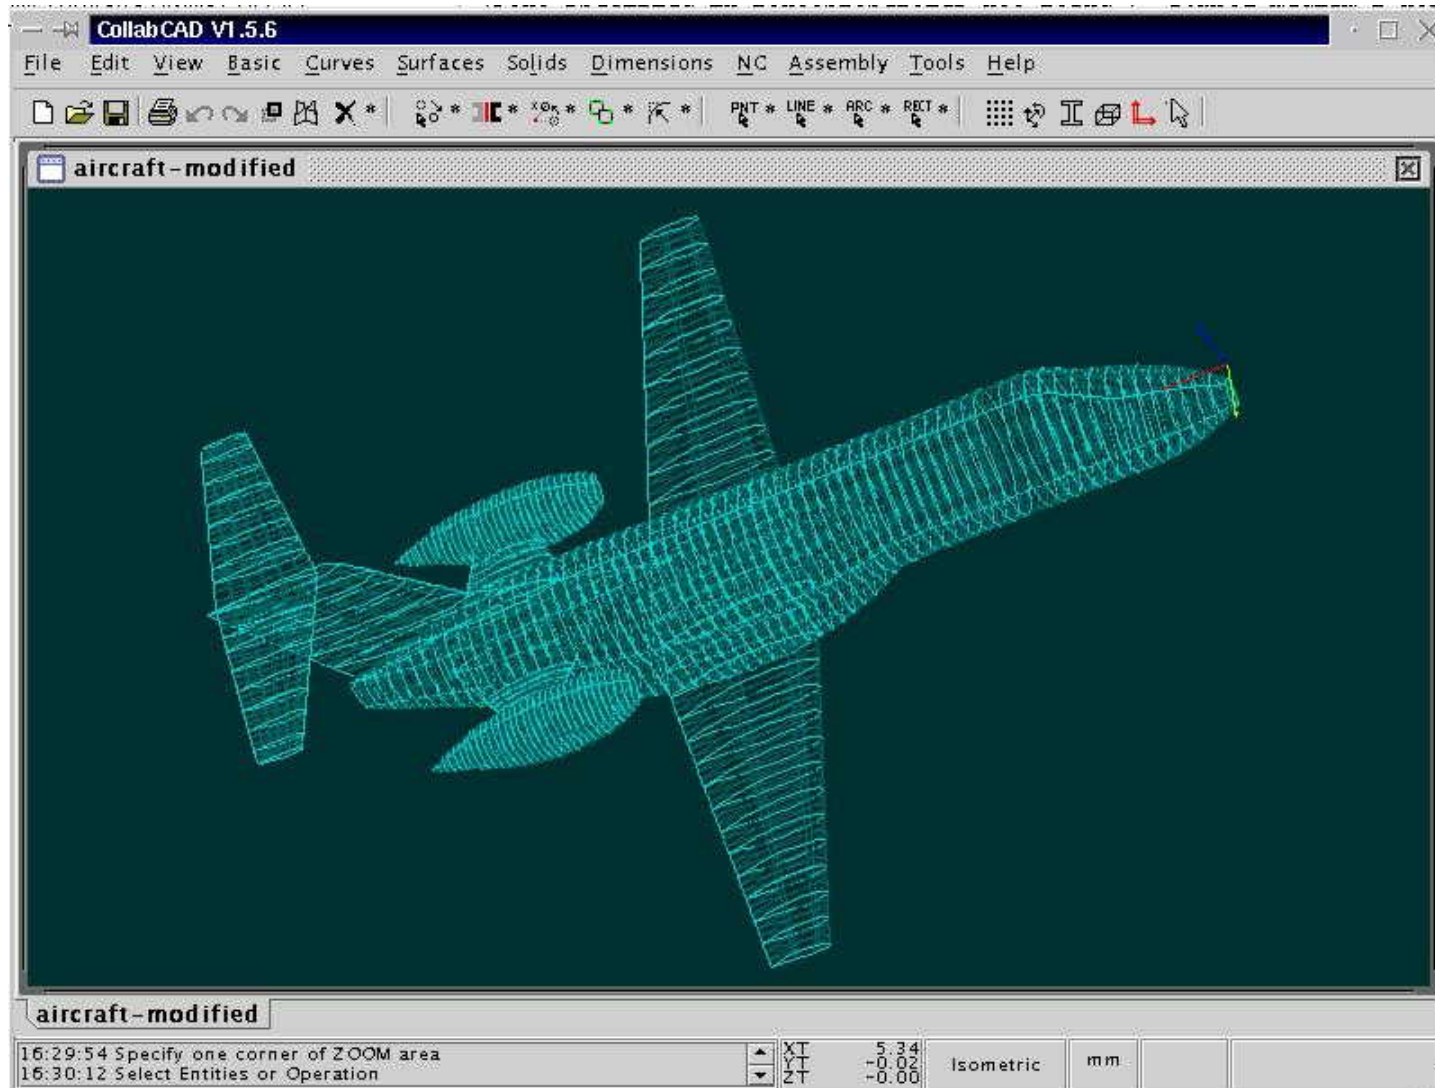 CollabCAD V1.5.6
File Edit View Basic Curves Surfaces Solids Dimensions NC Assembly Tools Help
PNT * LINE * ARC * RECT *
aircraft-modified
aircraft-modified
16:29:54 Specify one corner of ZOOM area
16:30:12 Select Entities or Operation
XT 5.34
YT -0.02
ZT -0.00
Isometric
mm